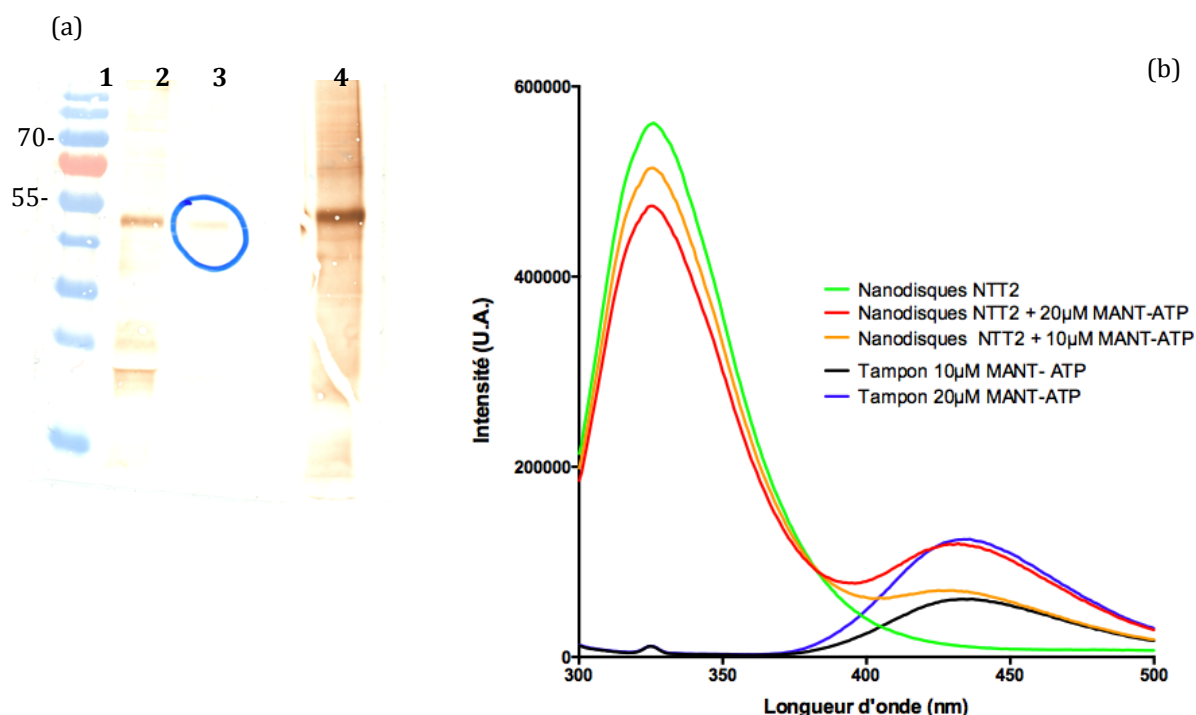 (a)
1 2 3 4
70-
55-
(b)
600000
400000
200000
0
Intensité (U.A.)
Nanodisques NTT2
Nanodisques NTT2 + 20µM MANT-ATP
Nanodisques NTT2 + 10µM MANT-ATP
Tampon 10µM MANT- ATP
Tampon 20µM MANT-ATP
300 350 400 450 500
Longueur d'onde (nm)